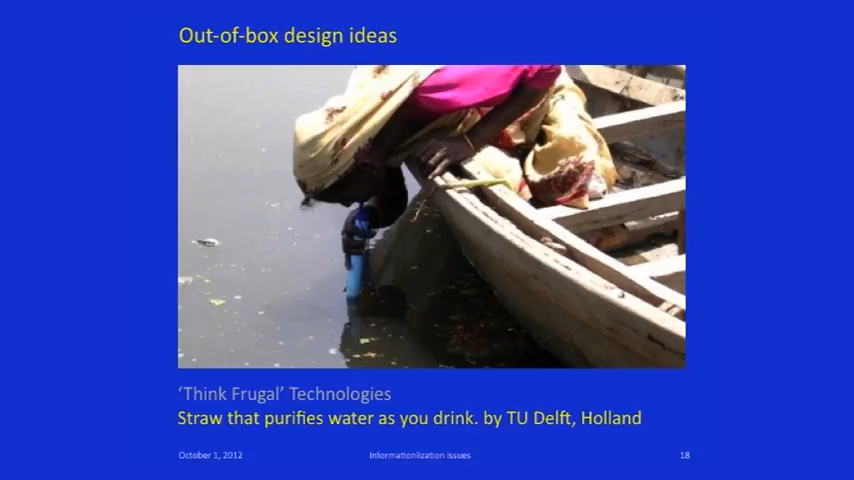 Out-of-box design ideas
‘Think Frugal’ Technologies
Straw that purifies water as you drink. by TU Delft, Holland
October 1, 2012
Informationlization issues
18